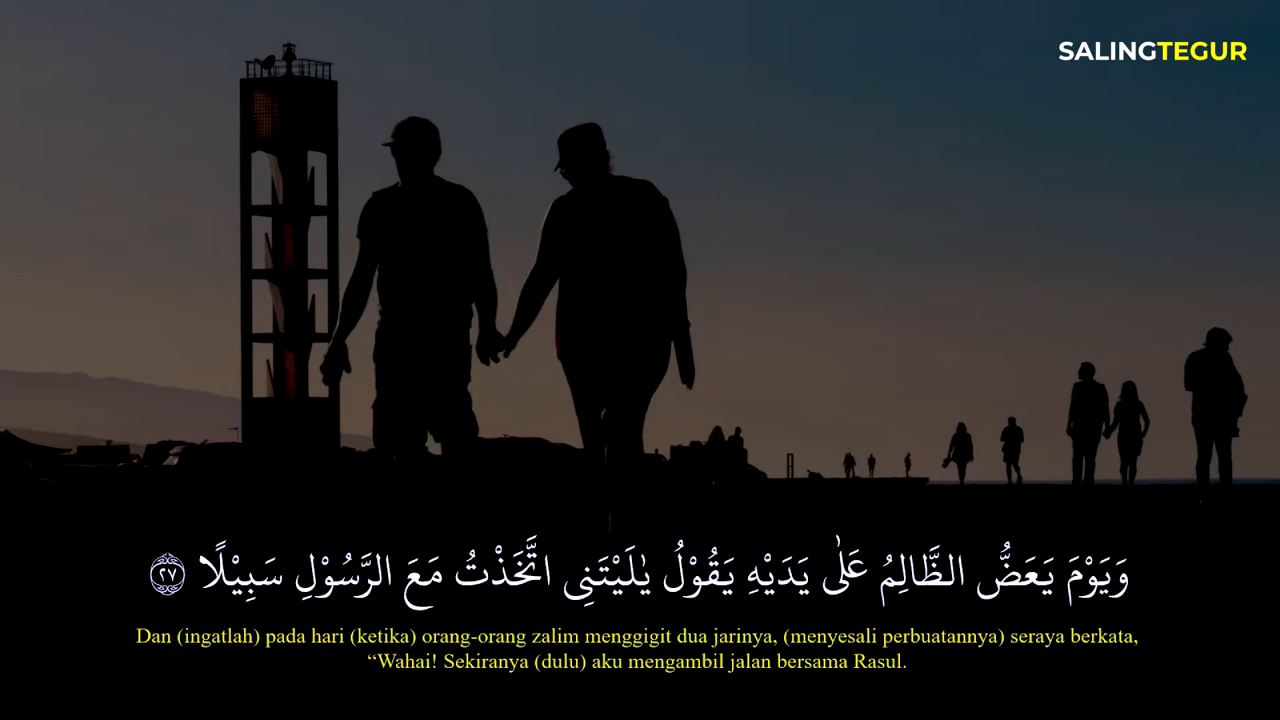 SALINGTEGUR
وَيَوْمَ يَعَضُّ الظَّالِمُ عَلٰى يَدَيْهِ يَقُوْلُ يٰلَيْتَنِى اتَّخَذْتُ مَعَ الرَّسُوْلِ سَبِيْلًا ٢٧
Dan (ingatlah) pada hari (ketika) orang-orang zalim menggigit dua jarinya, (menyesali perbuatannya) seraya berkata,
“Wahai! Sekiranya (dulu) aku mengambil jalan bersama Rasul.